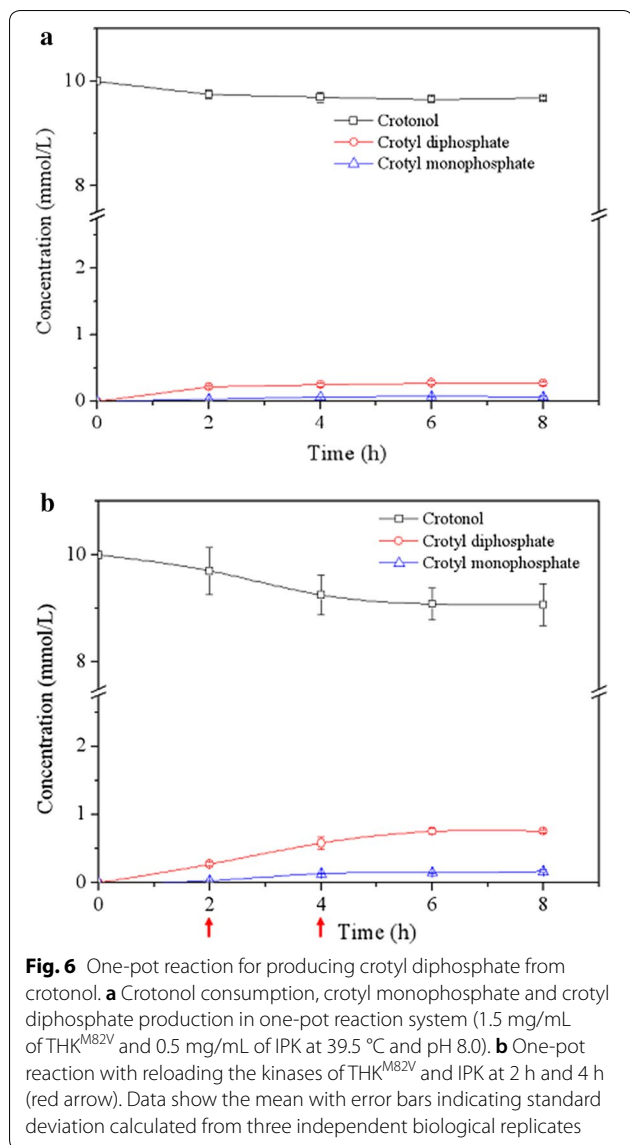 a
10
8
2
1
0
Concentration (mmol/L)
Crotonol
Crotyl diphosphate
Crotyl monophosphate
0 2 4 6 8
Time (h)
b
10
8
2
1
0
Concentration (mmol/L)
Crotonol
Crotyl diphosphate
Crotyl monophosphate
0 2 4 6 8
Time (h)
Fig. 6 One-pot reaction for producing crotyl diphosphate from
crotonol. a Crotonol consumption, crotyl monophosphate and crotyl
diphosphate production in one-pot reaction system (1.5 mg/mL
of THK^M82V and 0.5 mg/mL of IPK at 39.5 °C and pH 8.0). b One-pot
reaction with reloading the kinases of THK^M82V and IPK at 2 h and 4 h
(red arrow). Data show the mean with error bars indicating standard
deviation calculated from three independent biological replicates